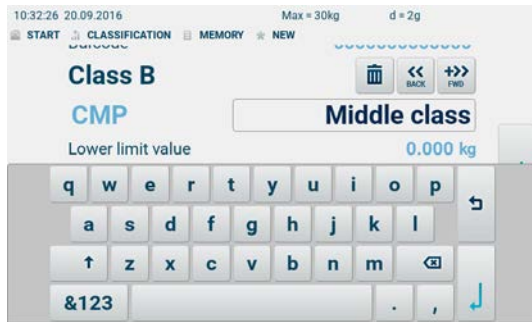 10:32:26 20.09.2016 Max = 30kg d = 2g
START CLASSIFICATION MEMORY NEW
Class B << BACK +>> FWD
CMP Middle class
Lower limit value 0.000 kg
q w e r t y u i o p
a s d f g h j k l
z x c v b n m
&123 . ,